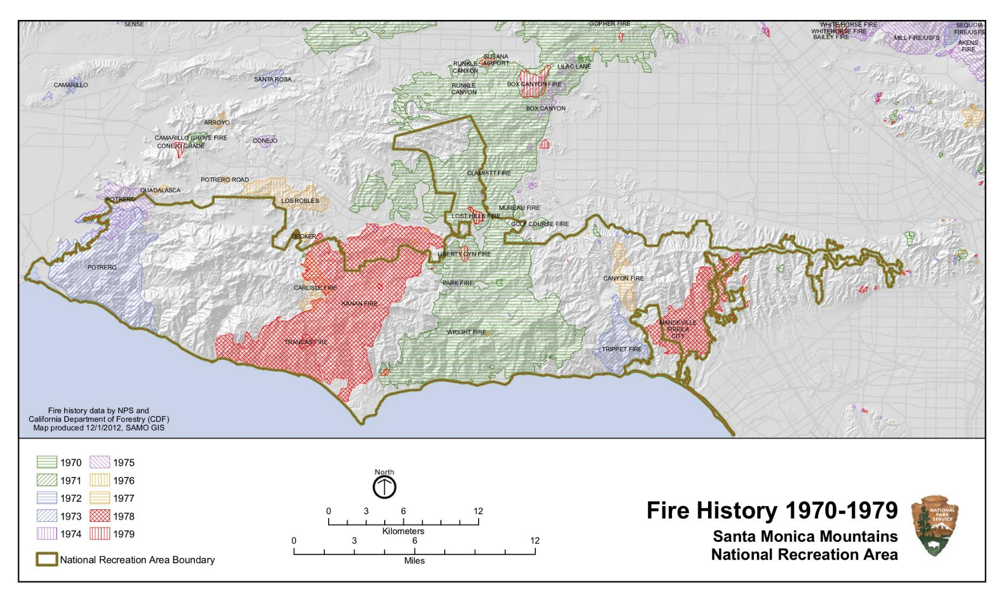 SENSE
GOPHER FIRE
WHITE HORSE FIRE
WHITEHORSE FIRE
BAILEY FIRE
MILL FIRE/USFS
SEQUOIA
FIRE/USFS
AKENS
FIRE
SUSANA
AIRPORT
RUNKLE
CANYON
LILAC LANE
CAMARILLO
SANTA ROSA
RUNKLE
CANYON
BOX CANYON FIRE
BOX CANYON
ARROYO
CAMARILLO GROVE FIRE
CONEJO GRADE
CONEJO
CLAMPITT FIRE
POTRERO ROAD
QUADALASCA
POTRERO
LOS ROBLES
MUREAU FIRE
LOST HILLS FIRE
GOLF COURSE FIRE
DECKER
LIBERTY CYN FIRE
POTRERO
CANYON FIRE
PARK FIRE
CARLISLE FIRE
KANAN FIRE
MANDEVILLE
FIRE/LA
CITY
WRIGHT FIRE
TRANCAS FIRE
TRIPPET FIRE
Fire history data by NPS and
California Department of Forestry (CDF)
Map produced 12/1/2012, SAMO GIS
1970
1971
1972
1973
1974
1975
1976
1977
1978
1979
National Recreation Area Boundary
North
0 3 6 12
Kilometers
0 3 6 12
Miles
Fire History 1970-1979
Santa Monica Mountains
National Recreation Area
NATIONAL
PARK
SERVICE